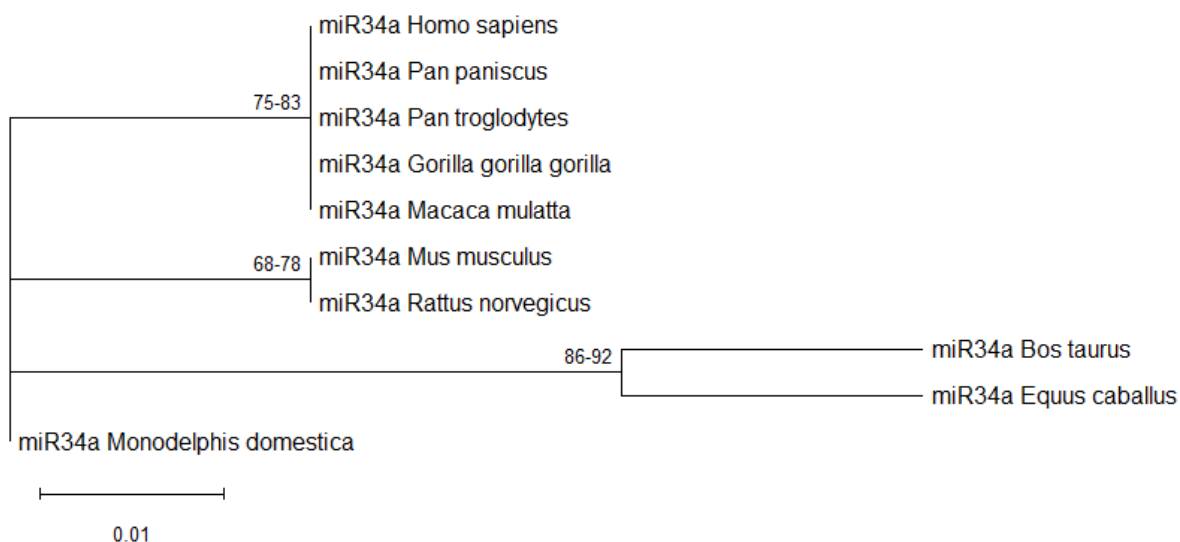 miR34a Homo sapiens
miR34a Pan paniscus
75-83
miR34a Pan troglodytes
miR34a Gorilla gorilla gorilla
miR34a Macaca mulatta
68-78
miR34a Mus musculus
miR34a Rattus norvegicus
86-92
miR34a Bos taurus
miR34a Equus caballus
miR34a Monodelphis domestica
0.01